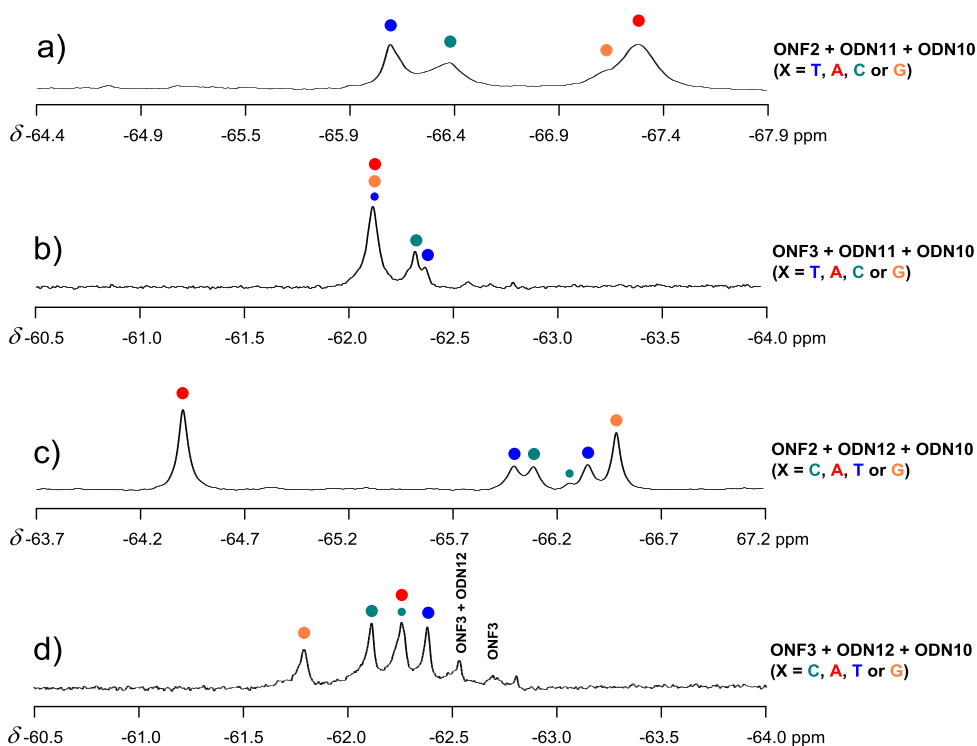 a)
ONF2 + ODN11 + ODN10
(X = T, A, C or G)
δ -64.4 -64.9 -65.5 -65.9 -66.4 -66.9 -67.4 -67.9 ppm
b)
ONF3 + ODN11 + ODN10
(X = T, A, C or G)
δ -60.5 -61.0 -61.5 -62.0 -62.5 -63.0 -63.5 -64.0 ppm
c)
ONF2 + ODN12 + ODN10
(X = C, A, T or G)
δ -63.7 -64.2 -64.7 -65.2 -65.7 -66.2 -66.7 67.2 ppm
d)
ONF3 + ODN12
ONF3
ONF3 + ODN12 + ODN10
(X = C, A, T or G)
δ -60.5 -61.0 -61.5 -62.0 -62.5 -63.0 -63.5 -64.0 ppm